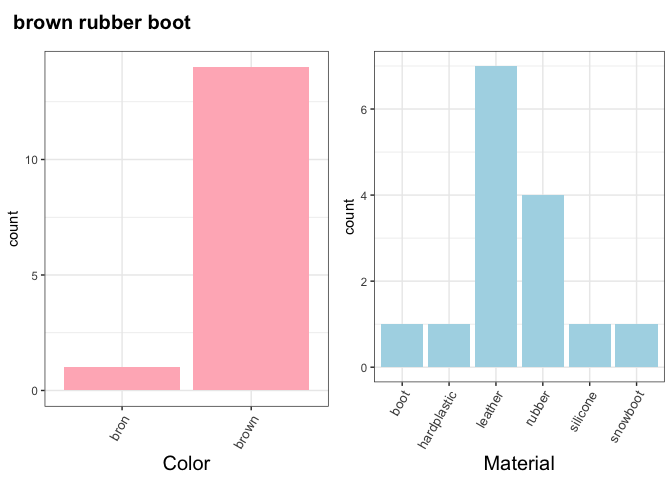 brown rubber boot
count
10
5
0
bron
brown
Color
count
6
4
2
0
boot
hardplastic
leather
rubber
silicone
snowboot
Material